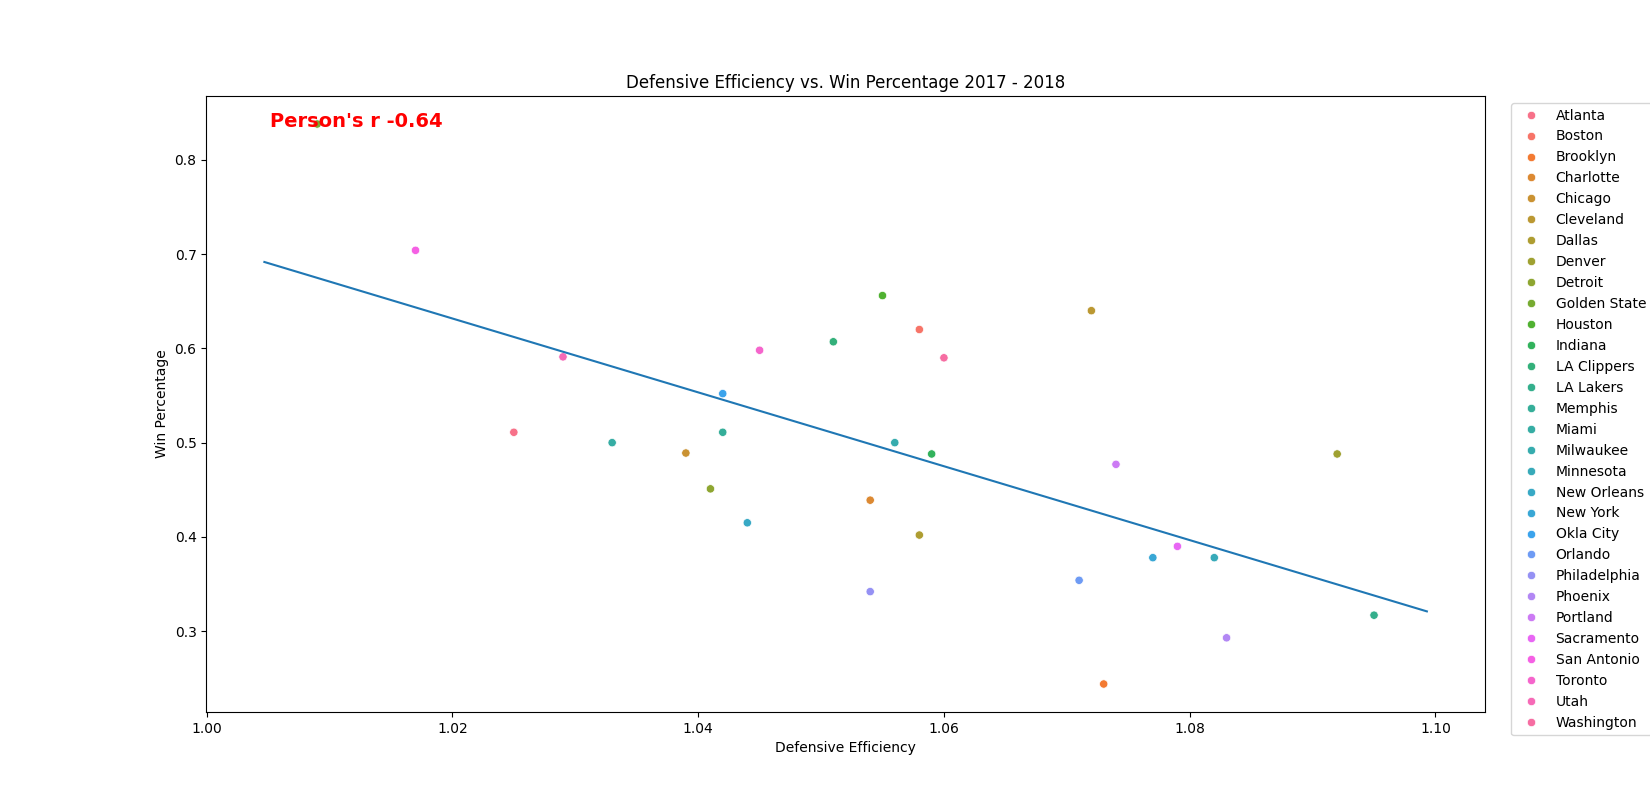 Defensive Efficiency vs. Win Percentage 2017 - 2018
Person's r -0.64
Win Percentage
0.8
0.7
0.6
0.5
0.4
0.3
1.00 1.02 1.04 1.06 1.08 1.10
Defensive Efficiency
Atlanta
Boston
Brooklyn
Charlotte
Chicago
Cleveland
Dallas
Denver
Detroit
Golden State
Houston
Indiana
LA Clippers
LA Lakers
Memphis
Miami
Milwaukee
Minnesota
New Orleans
New York
Okla City
Orlando
Philadelphia
Phoenix
Portland
Sacramento
San Antonio
Toronto
Utah
Washington